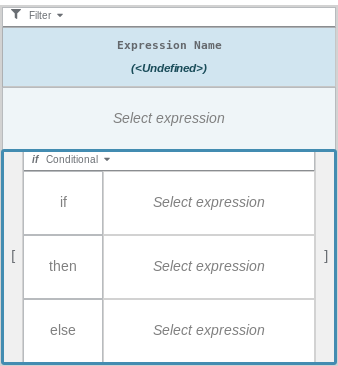 Filter
Expression Name
(<Undefined>)
Select expression
if Conditional
if Select expression
[ then Select expression ]
else Select expression